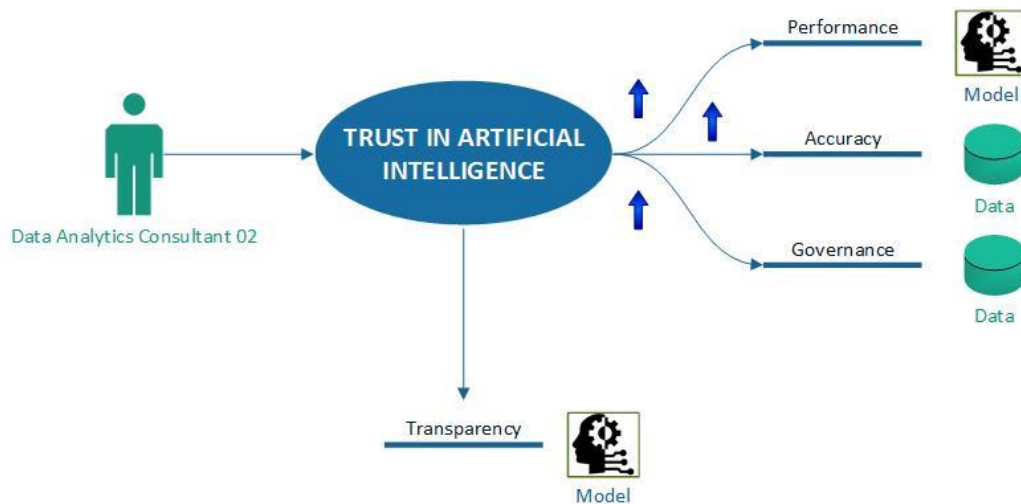 Performance
Model
TRUST IN ARTIFICIAL
INTELLIGENCE
Accuracy
Data
Data Analytics Consultant 02
Governance
Data
Transparency
Model